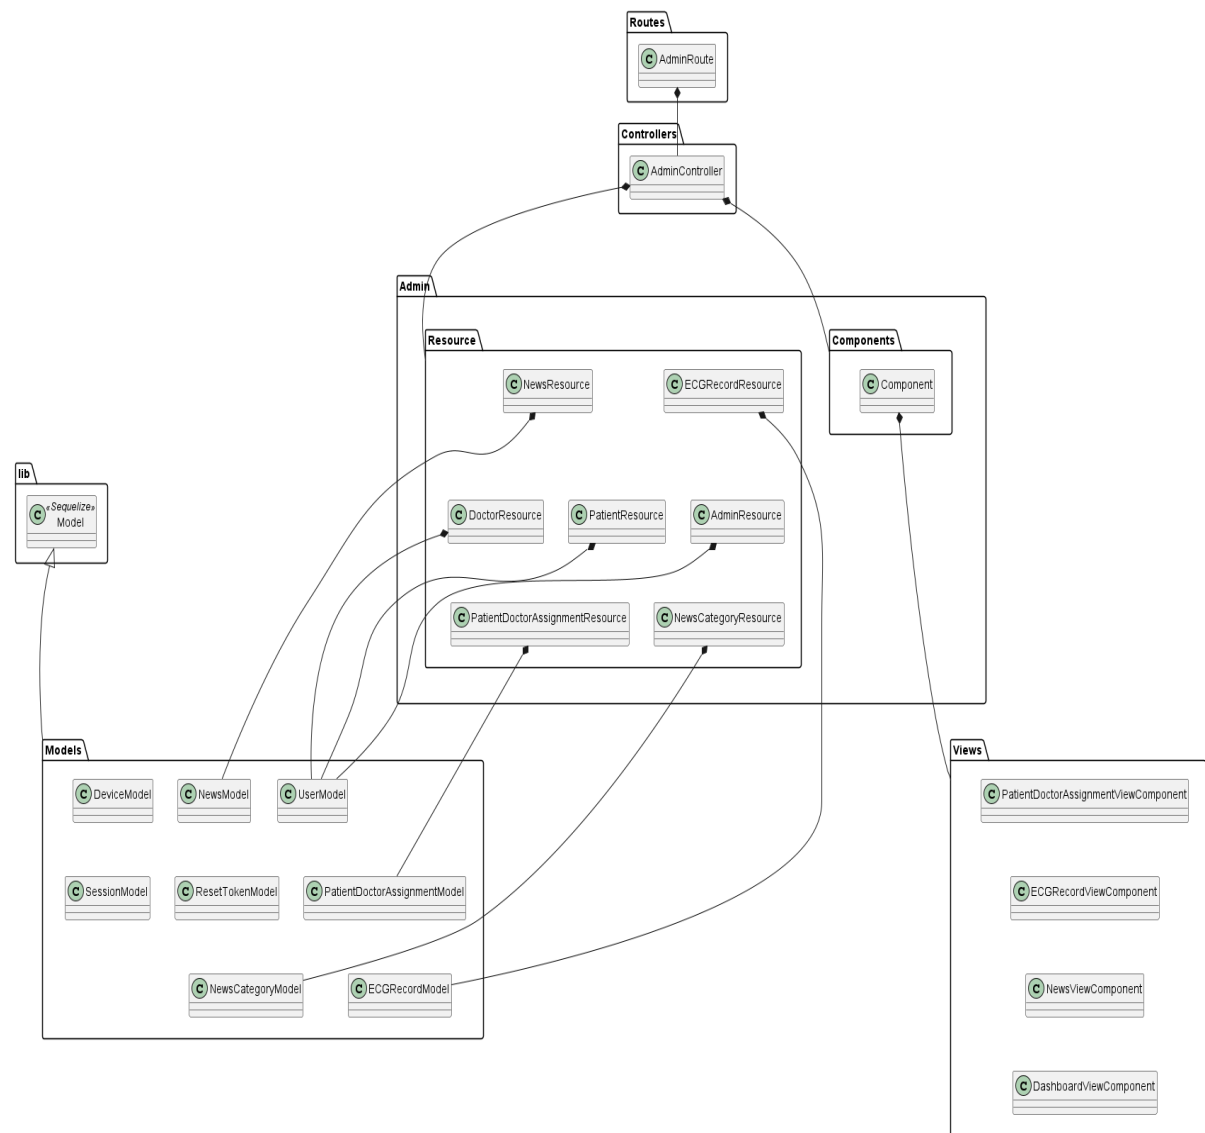 Routes
C AdminRoute
Controllers
C AdminController
Admin
Resource
Components
C NewsResource
C ECGRecordResource
C Component
lib
C «Sequelize»
Model
C DoctorResource
C PatientResource
C AdminResource
C PatientDoctorAssignmentResource
C NewsCategoryResource
Models
Views
C DeviceModel
C NewsModel
C UserModel
C PatientDoctorAssignmentViewComponent
C SessionModel
C ResetTokenModel
C PatientDoctorAssignmentModel
C ECGRecordViewComponent
C NewsCategoryModel
C ECGRecordModel
C NewsViewComponent
C DashboardViewComponent